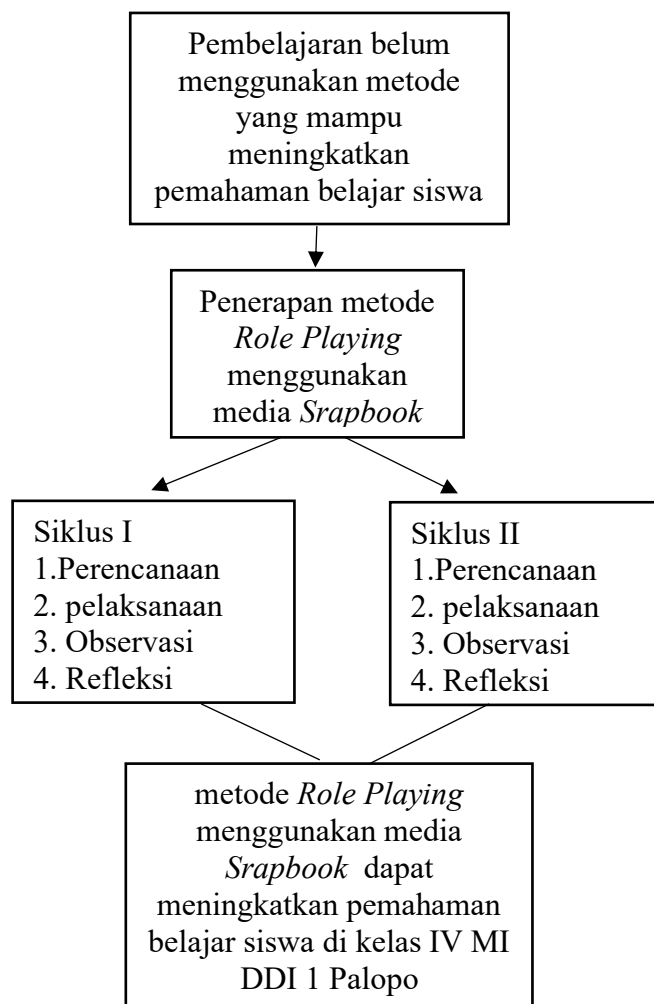 Pembelajaran belum
menggunakan metode
yang mampu
meningkatkan
pemahaman belajar siswa
Penerapan metode
Role Playing
menggunakan
media Srapbook
Siklus I
1.Perencanaan
2. pelaksanaan
3. Observasi
4. Refleksi
Siklus II
1.Perencanaan
2. pelaksanaan
3. Observasi
4. Refleksi
metode Role Playing
menggunakan media
Srapbook dapat
meningkatkan pemahaman
belajar siswa di kelas IV MI
DDI 1 Palopo